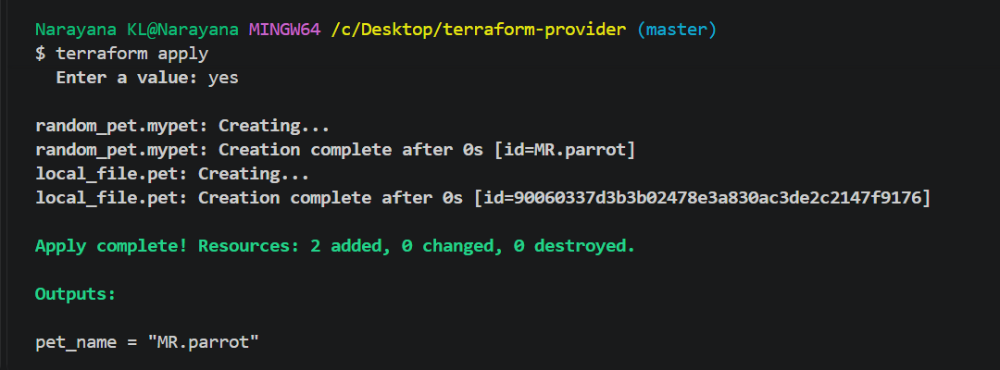 Narayana KL@Narayana MINGW64 /c/Desktop/terraform-provider (master)
$ terraform apply
Enter a value: yes
random_pet.mypet: Creating...
random_pet.mypet: Creation complete after 0s [id=MR.parrot]
local_file.pet: Creating...
local_file.pet: Creation complete after 0s [id=90060337d3b3b02478e3a830ac3de2c2147f9176]
Apply complete! Resources: 2 added, 0 changed, 0 destroyed.
Outputs:
pet_name = "MR.parrot"